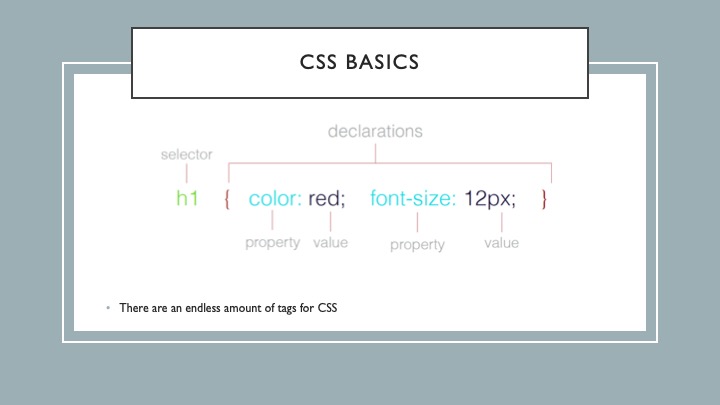 CSS BASICS
declarations
selector
h1 { color: red; font-size: 12px; }
property value property value
• There are an endless amount of tags for CSS